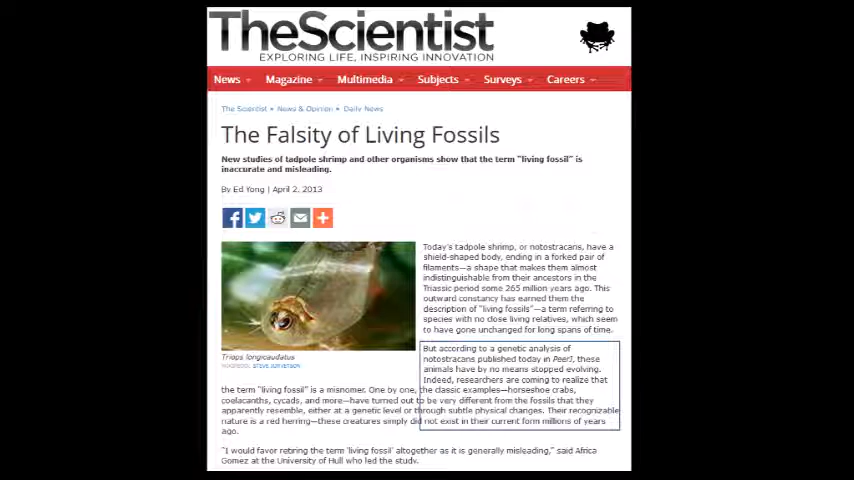 TheScientist
EXPLORING LIFE, INSPIRING INNOVATION
News Magazine Multimedia Subjects Surveys Careers
The Scientist » News & Opinion » Daily News
The Falsity of Living Fossils
New studies of tadpole shrimp and other organisms show that the term "living fossil" is
inaccurate and misleading.
By Ed Yong | April 2, 2013
Today's tadpole shrimp, or notostracans, have a
shield-shaped body, ending in a forked pair of
filaments—a shape that makes them almost
indistinguishable from their ancestors in the
Triassic period some 265 million years ago. This
outward constancy has earned them the
description of "living fossils"—a term referring to
species with no close living relatives, which seem
to have gone unchanged for long spans of time.
Triops longicaudatus
WIKIMEDIA, STEVE JURVETSON
But according to a genetic analysis of
notostracans published today in PeerJ, these
animals have by no means stopped evolving.
Indeed, researchers are coming to realize that
the term "living fossil" is a misnomer. One by one, the classic examples—horseshoe crabs,
coelacanths, cycads, and more—have turned out to be very different from the fossils that they
apparently resemble, either at a genetic level or through subtle physical changes. Their recognizable
nature is a red herring—these creatures simply did not exist in their current form millions of years
ago.
"I would favor retiring the term 'living fossil' altogether as it is generally misleading," said Africa
Gomez at the University of Hull who led the study.